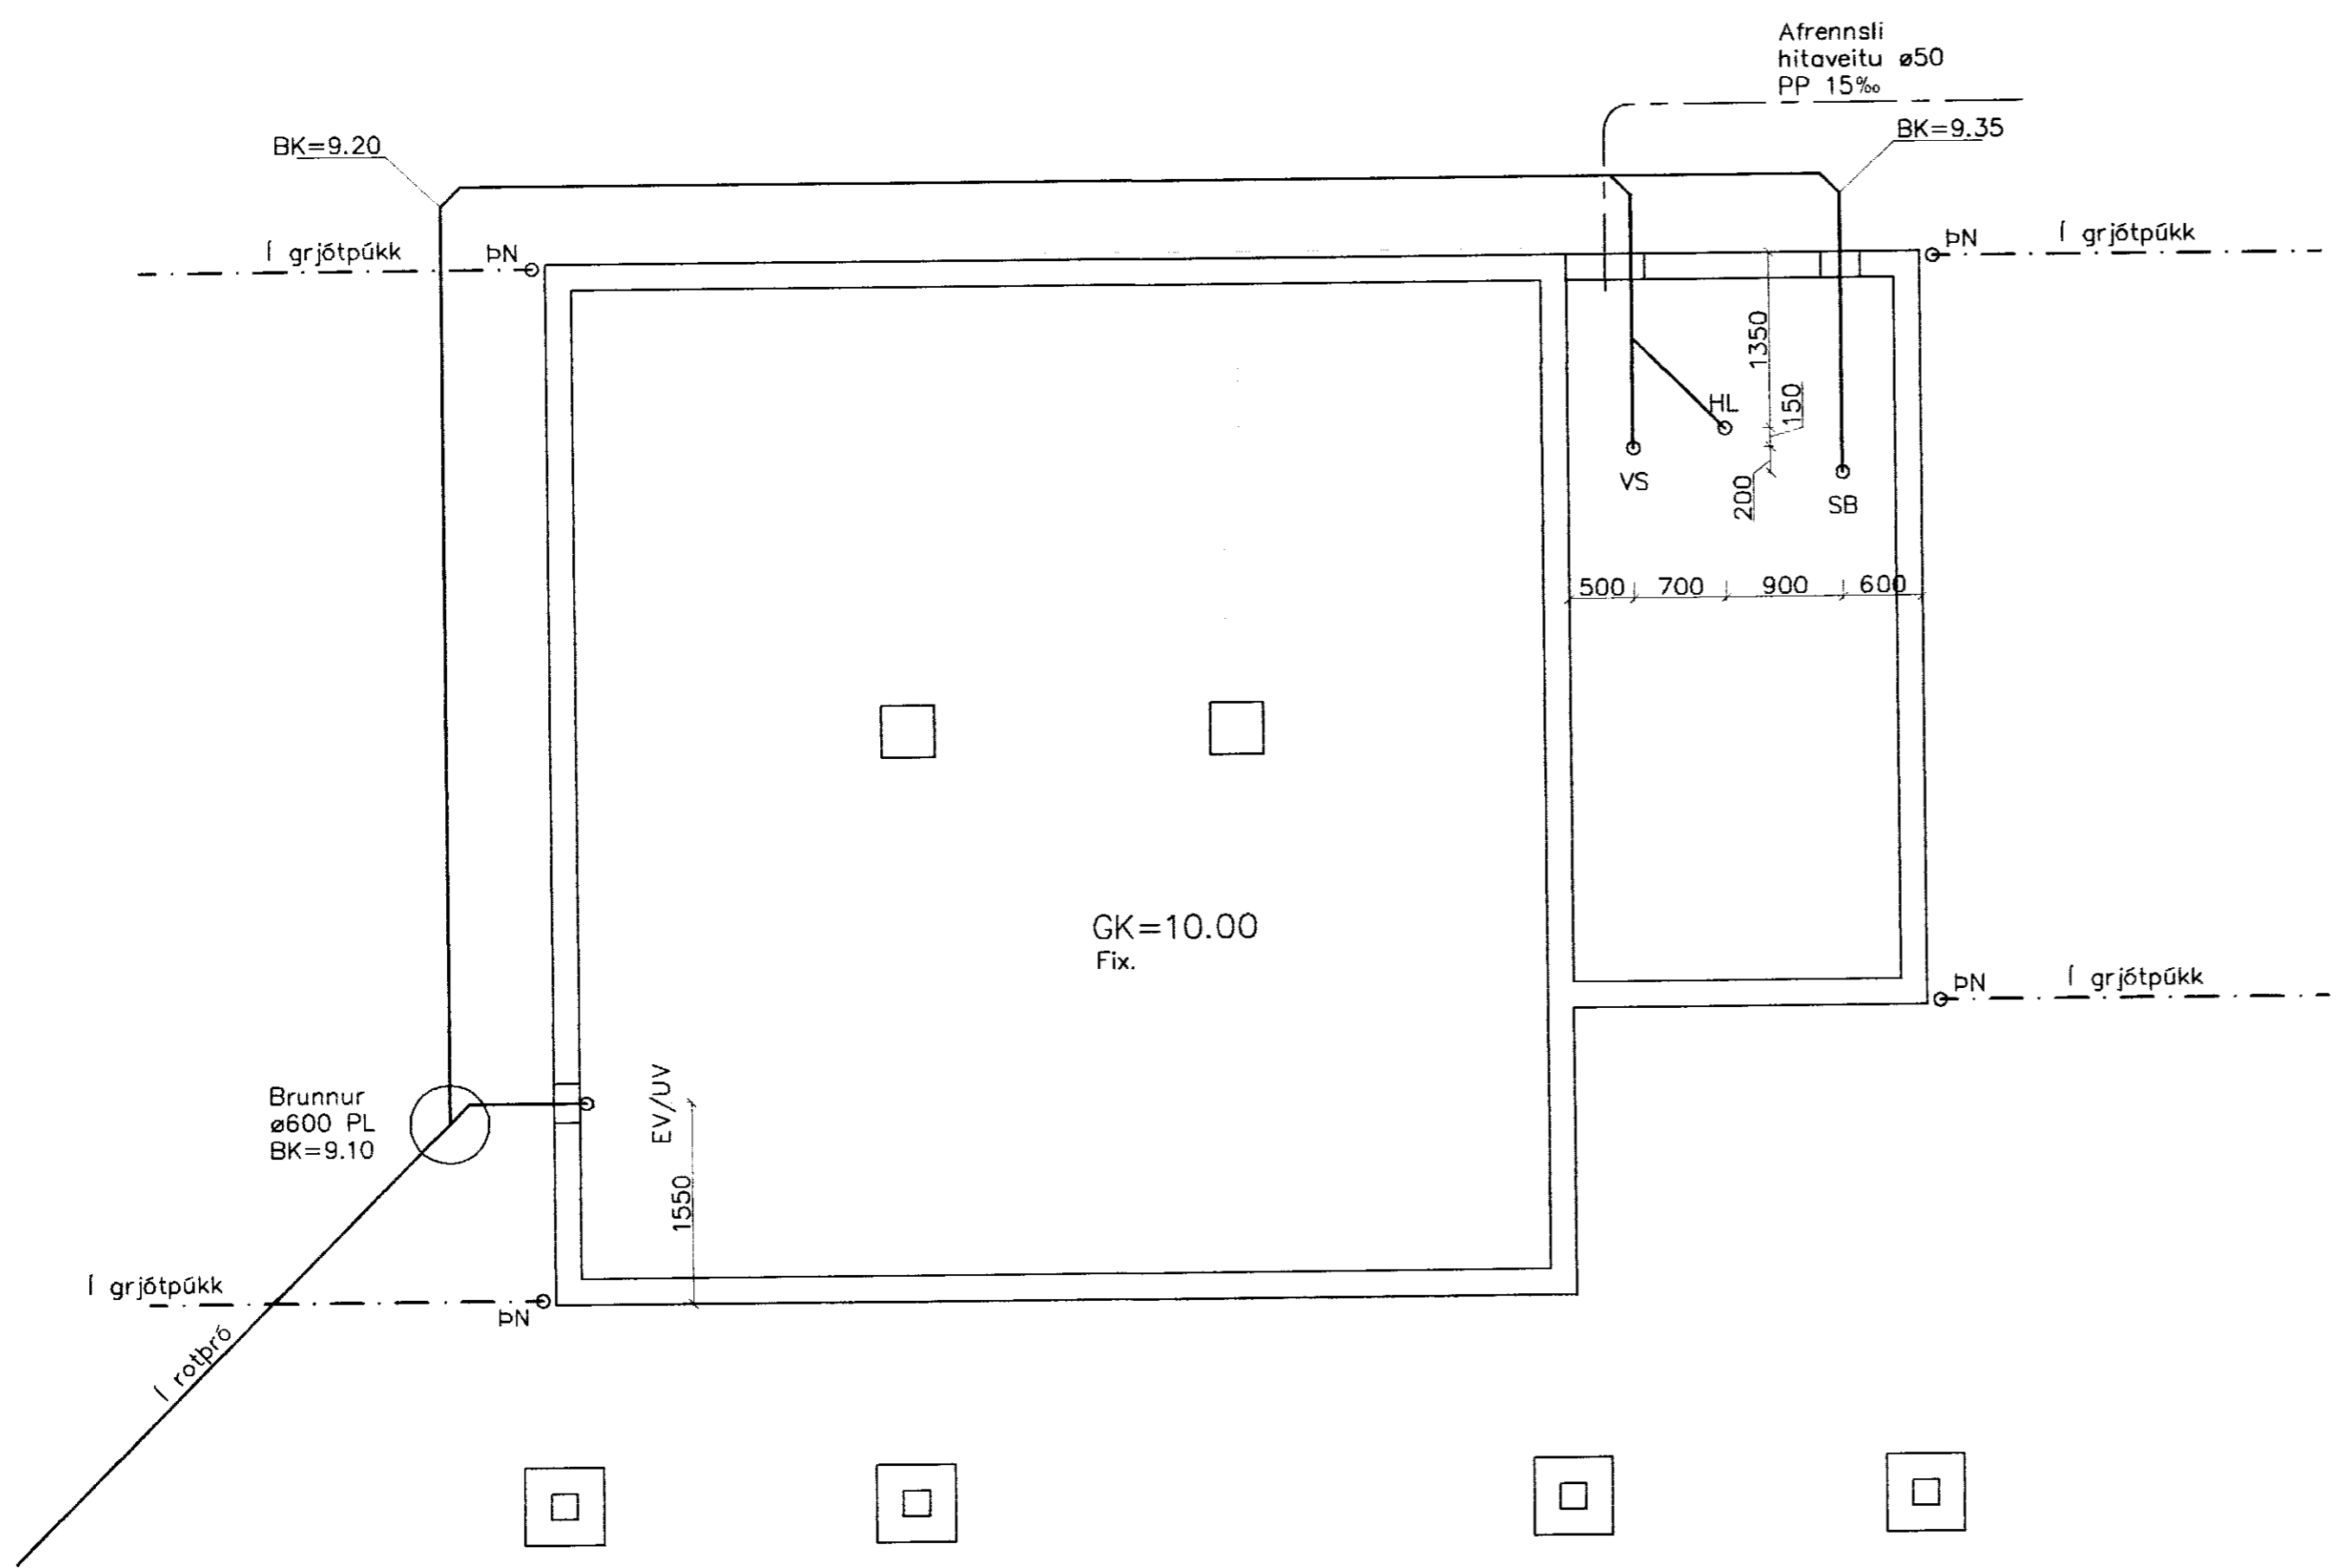 Afrennsli
hitaveitu ø50
PP 15‰
BK=9.20
BK=9.35
Í grjótpúkk
ÞN
ÞN
Í grjótpúkk
1350
HL
150
VS
200
SB
500
700
900
600
GK=10.00
Fix.
ÞN
Í grjótpúkk
Brunnur
ø600 PL
BK=9.10
EV/UV
1550
Í grjótpúkk
ÞN
Í rotþró